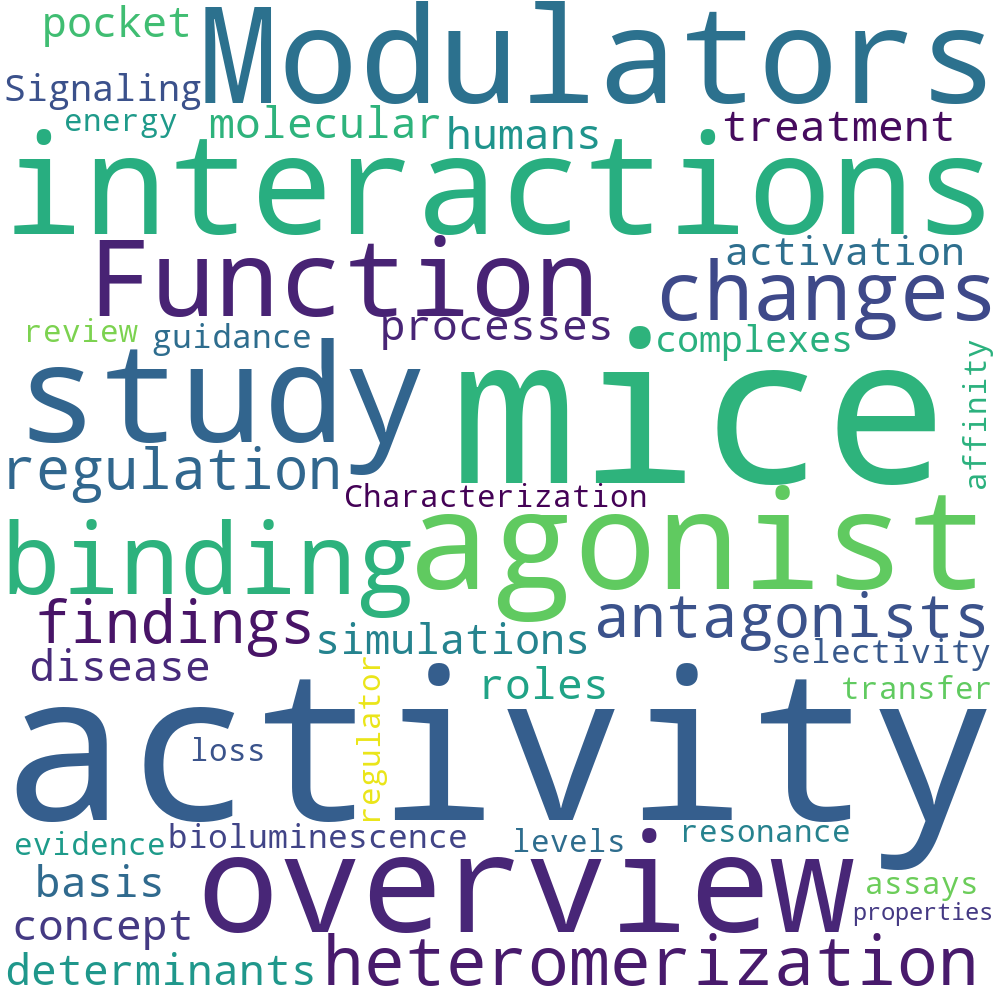 pocket
Modulators
Signaling
energy
molecular
humans
treatment
interactions
Function
activation
changes
review
guidance
processes
complexes
study
mice
affinity
regulation
Characterization
binding
agonist
findings
simulations
antagonists
disease
selectivity
roles
transfer
activity
loss
regulator
evidence
bioluminescence
levels
resonance
overview
basis
assays
concept
properties
determinants
heteromerization